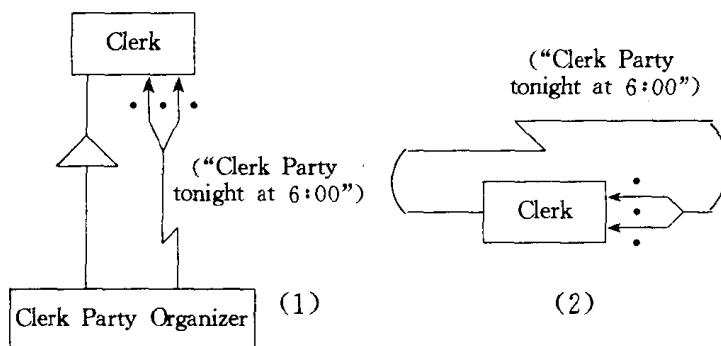 Clerk
("Clerk Party
tonight at 6:00")
Clerk Party Organizer
(1)
("Clerk Party
tonight at 6:00")
Clerk
(2)